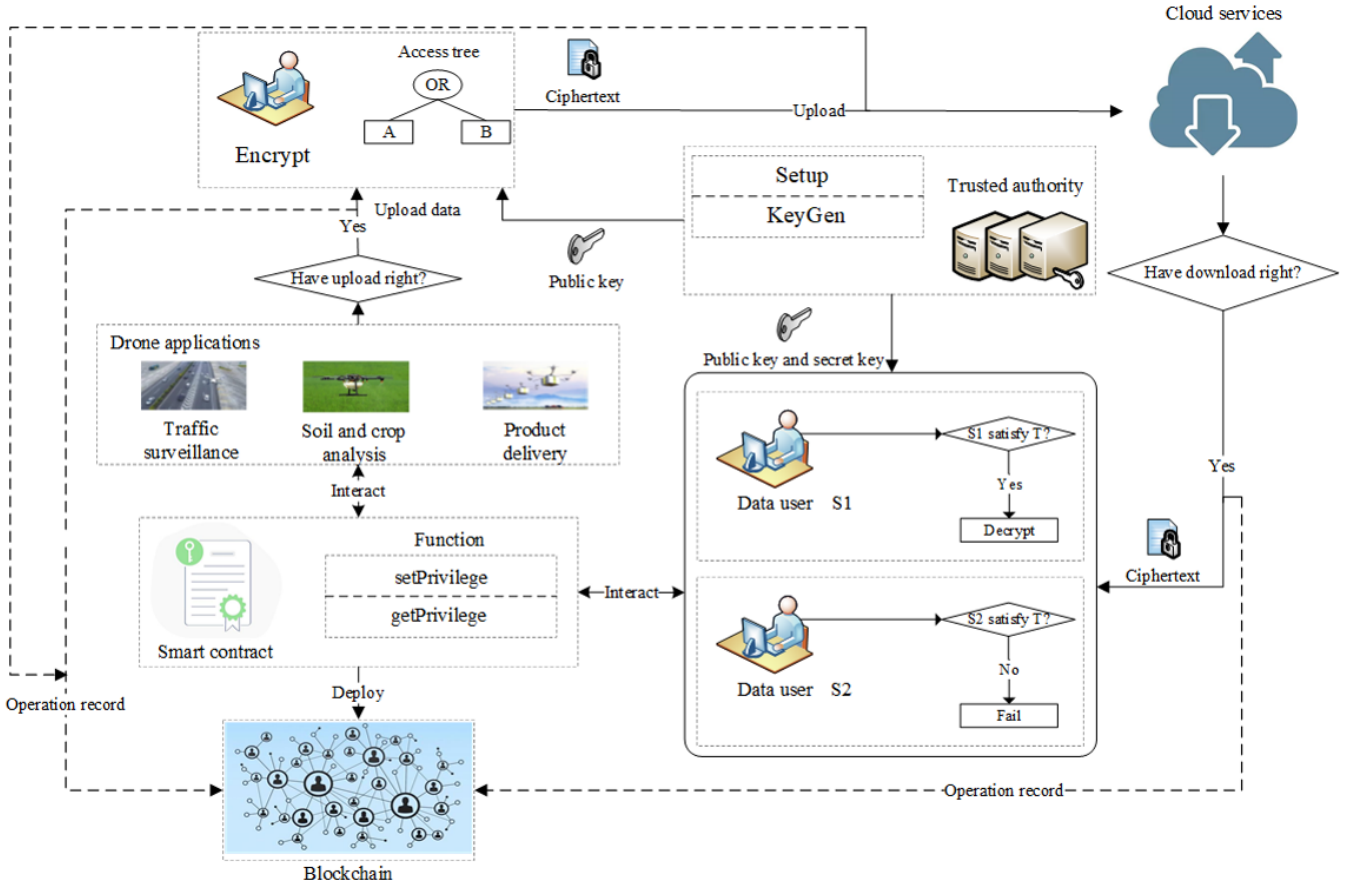 Cloud services
Access tree
OR
A
B
Encrypt
Ciphertext
Upload
Setup
KeyGen
Trusted authority
Upload data
Yes
Public key
Have upload right?
Have download right?
Drone applications
Traffic
surveillance
Soil and crop
analysis
Product
delivery
Public key and secret key
S1 satisfy T?
Yes
Data user S1
Decrypt
Yes
Interact
Function
setPrivilege
getPrivilege
Smart contract
Interact
Ciphertext
S2 satisfy T?
No
Data user S2
Fail
Deploy
Operation record
Operation record
Blockchain